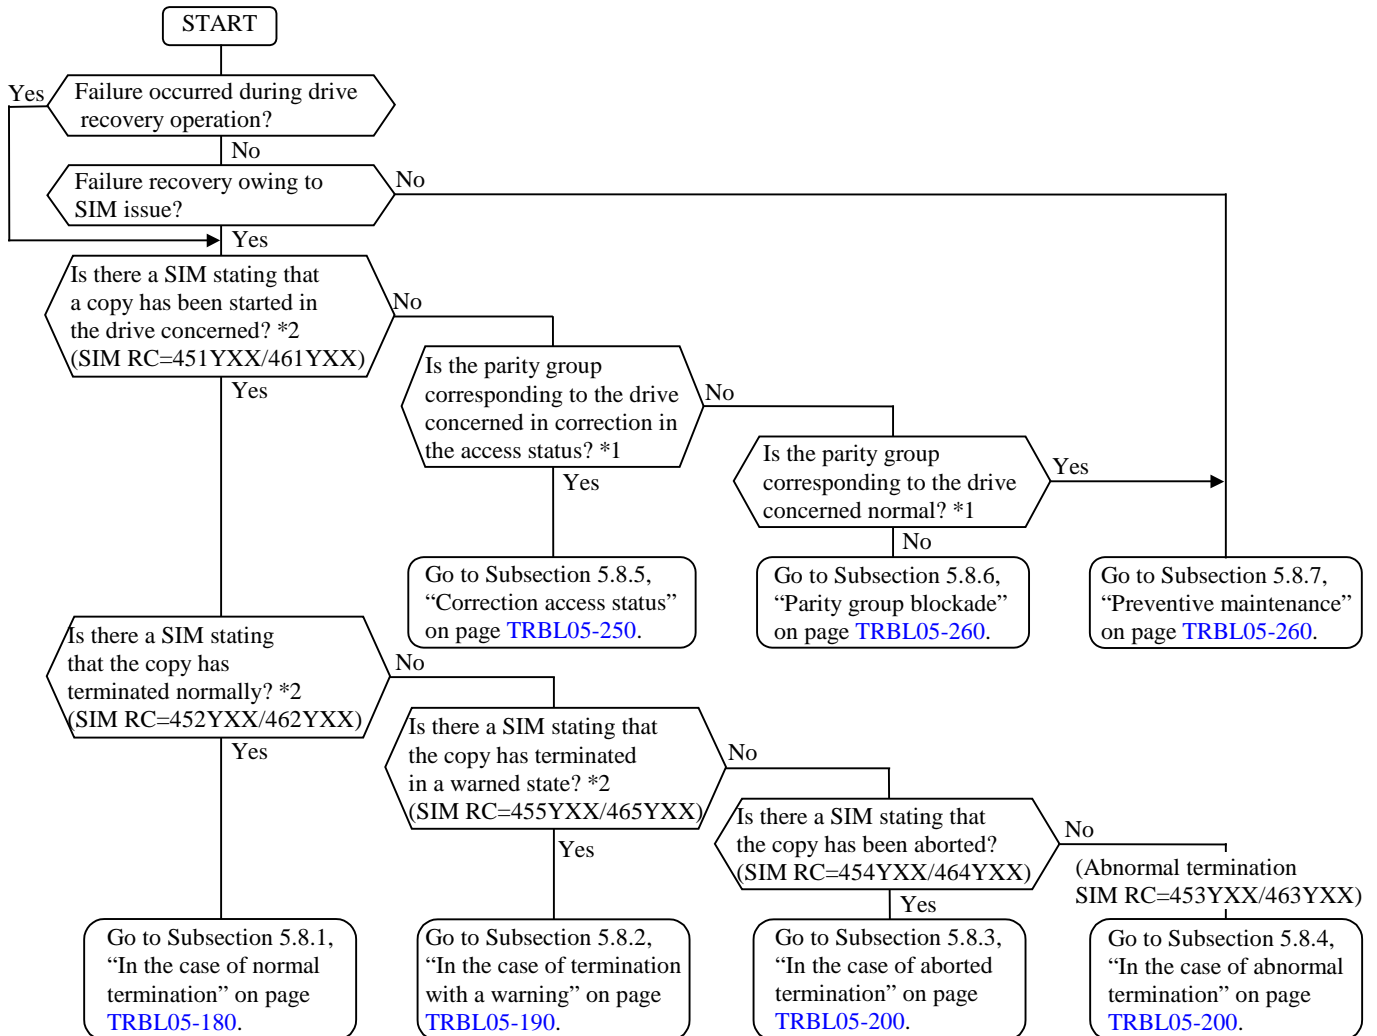 START
Yes
Failure occurred during drive
recovery operation?
No
Failure recovery owing to
SIM issue?
No
Yes
Is there a SIM stating that
a copy has been started in
the drive concerned? *2
(SIM RC=451YXX/461YXX)
No
Yes
Is the parity group
corresponding to the drive
concerned in correction in
the access status? *1
No
Yes
Is the parity group
corresponding to the drive
concerned normal? *1
Yes
No
Go to Subsection 5.8.5,
“Correction access status”
on page TRBL05-250.
Go to Subsection 5.8.6,
“Parity group blockade”
on page TRBL05-260.
Go to Subsection 5.8.7,
“Preventive maintenance”
on page TRBL05-260.
Is there a SIM stating
that the copy has
terminated normally? *2
(SIM RC=452YXX/462YXX)
No
Yes
Is there a SIM stating that
the copy has terminated
in a warned state? *2
(SIM RC=455YXX/465YXX)
No
Yes
Is there a SIM stating that
the copy has been aborted?
(SIM RC=454YXX/464YXX)
No
Yes
(Abnormal termination
SIM RC=453YXX/463YXX)
Go to Subsection 5.8.1,
“In the case of normal
termination” on page
TRBL05-180.
Go to Subsection 5.8.2,
“In the case of termination
with a warning” on page
TRBL05-190.
Go to Subsection 5.8.3,
“In the case of aborted
termination” on page
TRBL05-200.
Go to Subsection 5.8.4,
“In the case of abnormal
termination” on page
TRBL05-200.